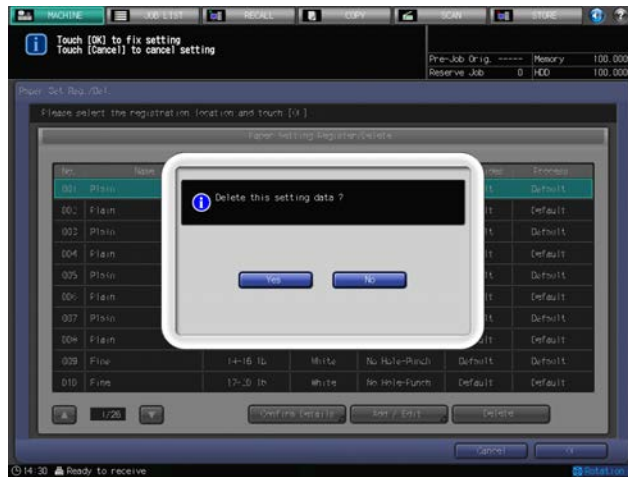 MACHINE JOB LIST RECALL COPY SCAN STORE
Touch [OK] to fix setting
Touch [Cancel] to cancel setting
Pre-Job Orig. ----- Memory 100.000
Reserve Job 0 HDD 100.000
Paper Set Reg./Del.
Please select the registration location and touch [OK]
Paper Setting Register/Delete
No. Name Process
001 Plain Default
002 Plain lt Default
003 Plain lt Default
004 Plain lt Default
005 Plain lt Default
006 Plain lt Default
007 Plain lt Default
008 Plain Default
009 Fine 14-16 lb White No Hole-Punch Default Default
010 Fine 17-20 lb White No Hole-Punch Default Default
Delete this setting data ?
Yes No
1/26 Confirm Details Add / Edit Delete
Cancel OK
14:30 Ready to receive Rotation